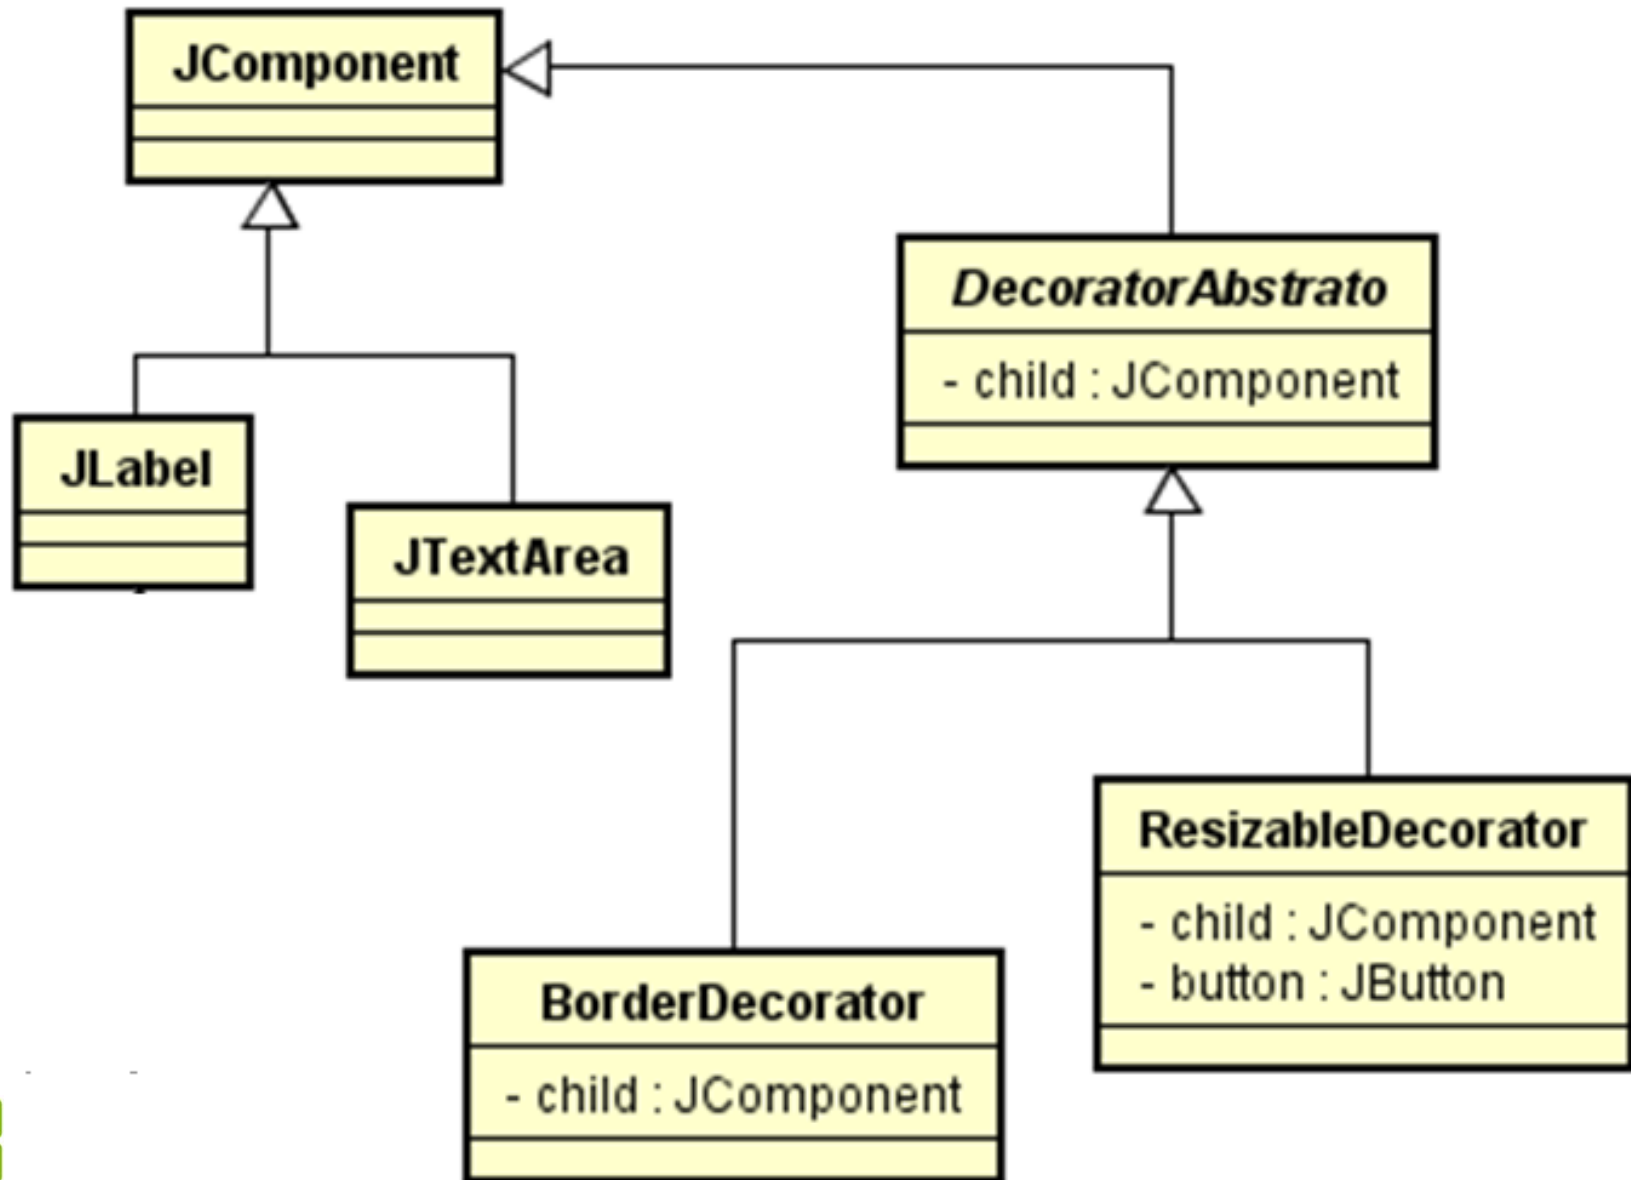 JComponent
DecoratorAbstrato
- child : JComponent
JLabel
JTextArea
ResizableDecorator
- child : JComponent
- button : JButton
BorderDecorator
- child : JComponent